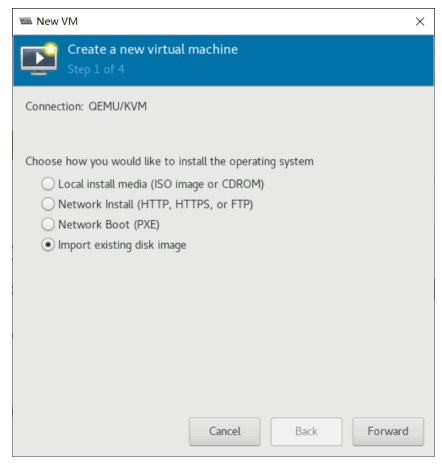 New VM
Create a new virtual machine
Step 1 of 4
Connection: QEMU/KVM
Choose how you would like to install the operating system
Local install media (ISO image or CDROM)
Network Install (HTTP, HTTPS, or FTP)
Network Boot (PXE)
Import existing disk image
Cancel Back Forward